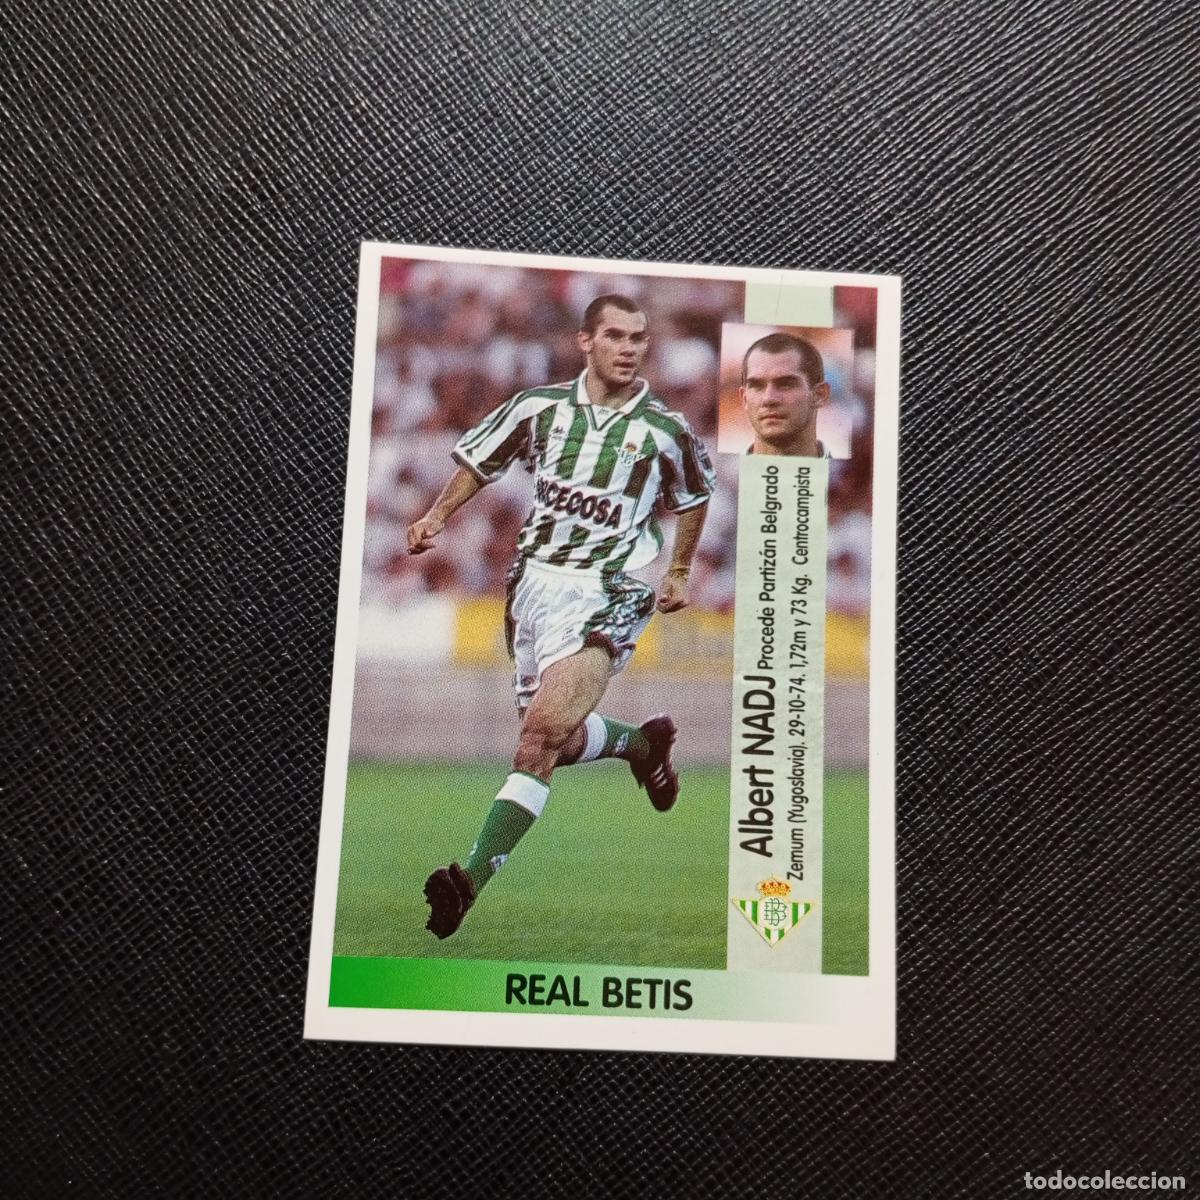 Albert NADJ Procede Partizán Belgrado
Zemum (Yugoslavia). 29-10-74. 1,72m y 73 Kg. Centrocampista
REAL BETIS
todocoleccion